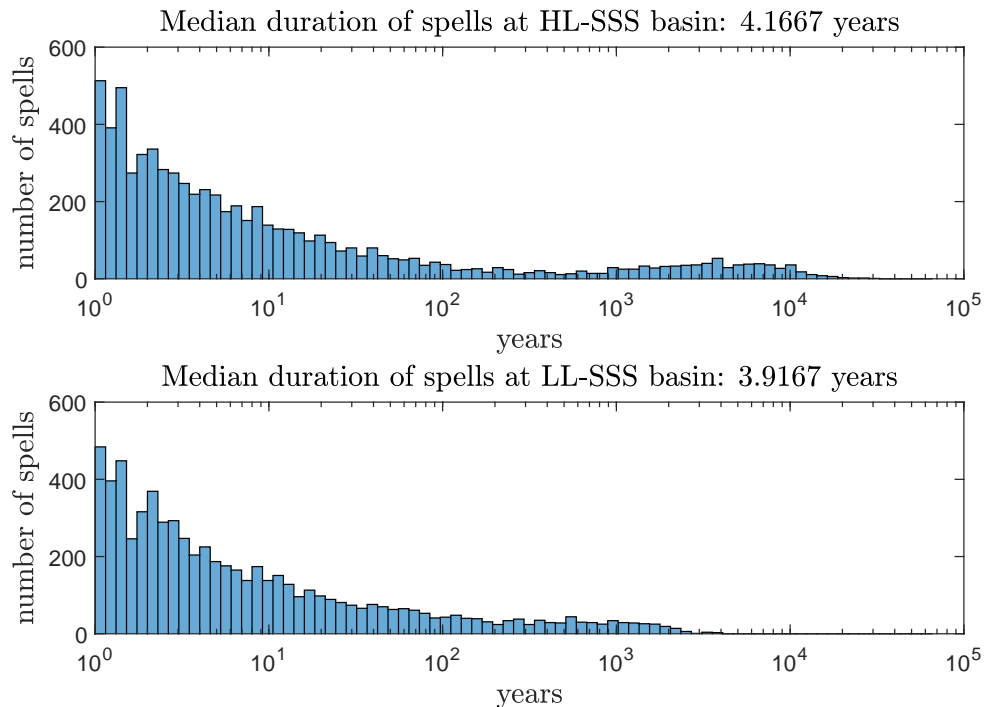 Median duration of spells at HL-SSS basin: 4.1667 years
600
400
200
0
number of spells
10^0 10^1 10^2 10^3 10^4 10^5
years
Median duration of spells at LL-SSS basin: 3.9167 years
600
400
200
0
number of spells
10^0 10^1 10^2 10^3 10^4 10^5
years